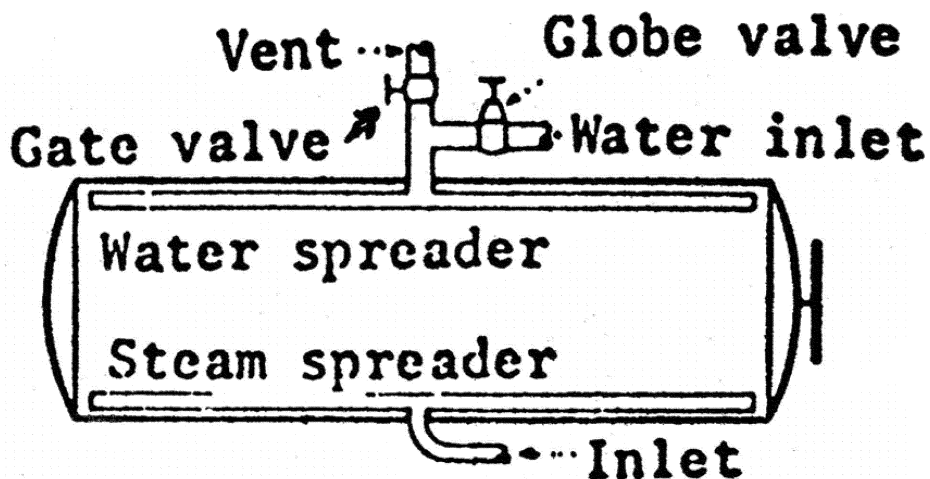 Vent
Globe valve
Gate valve
Water inlet
Water spreader
Steam spreader
Inlet